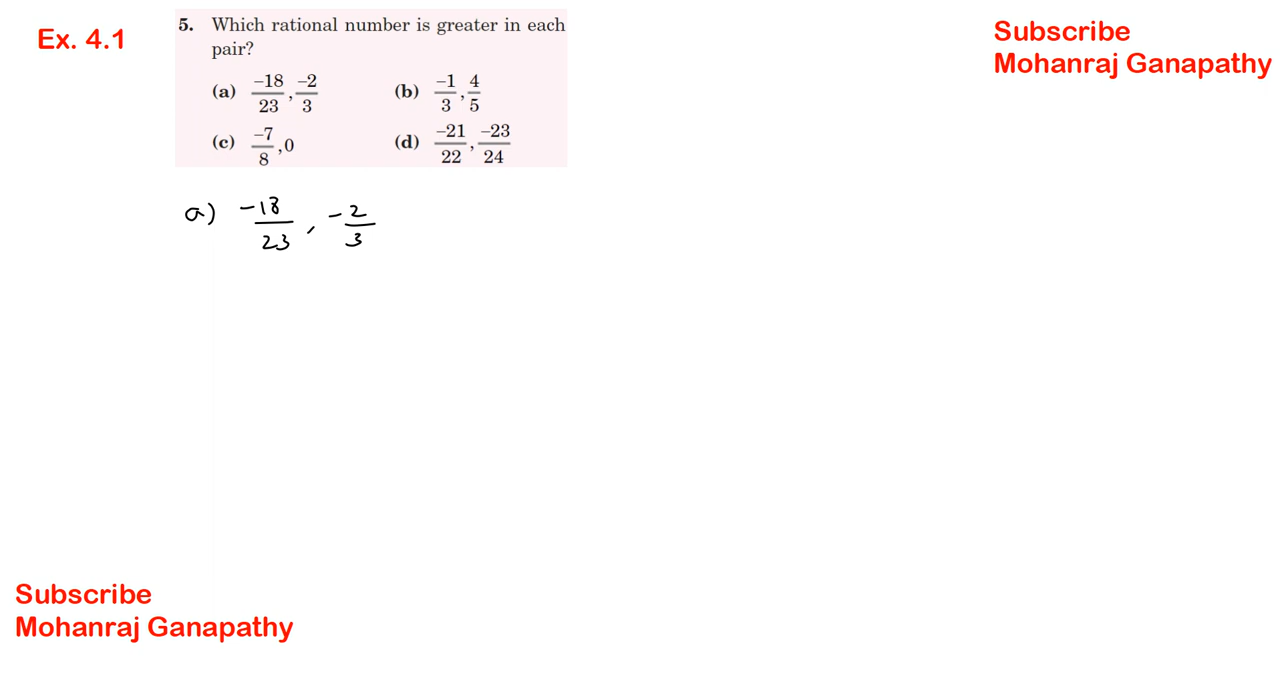 Ex. 4.1
5. Which rational number is greater in each
pair?
(a) -18/23, -2/3 (b) -1/3, 4/5
(c) -7/8, 0 (d) -21/22, -23/24
a) -18/23, -2/3
Subscribe
Mohanraj Ganapathy
Subscribe
Mohanraj Ganapathy